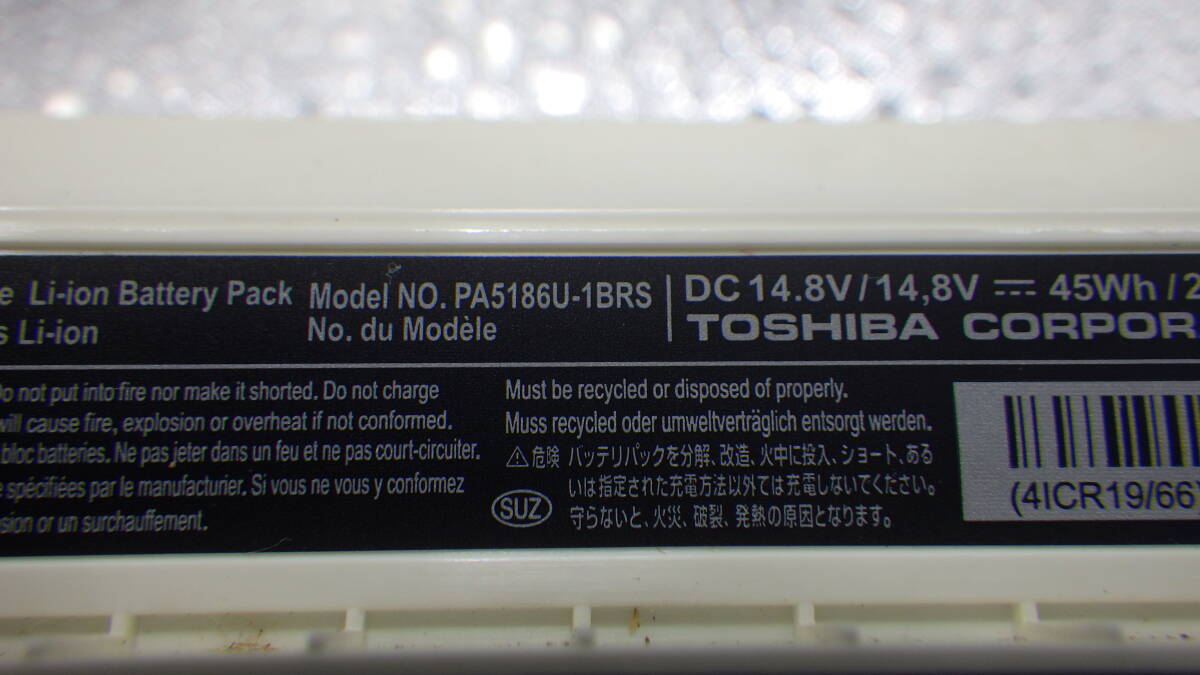 e Li-ion Battery Pack
s Li-ion
Model NO. PA5186U-1BRS
No. du Modèle
DC 14.8V/14,8V ⎓ 45Wh/2
TOSHIBA CORPOR
Do not put into fire nor make it shorted. Do not charge
will cause fire, explosion or overheat if not conformed.
bloc batteries. Ne pas jeter dans un feu et ne pas court-circuiter.
e spécifiées par le manufacturier. Si vous ne vous y conformez
sion or un surchauffement.
Must be recycled or disposed of properly.
Muss recycled oder umweltverträglich entsorgt werden.
⚠危険 バッテリパックを分解、改造、火中に投入、ショート、ある
いは指定された充電方法以外では充電しないでください。
守らないと、火災、破裂、発熱の原因となります。
SUZ
(4ICR19/66)